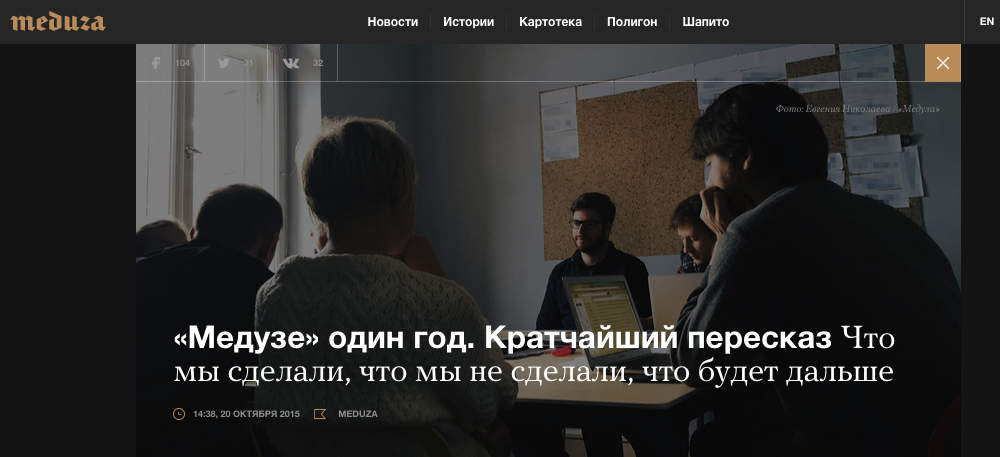 meduza
Новости Истории Картотека Полигон Шапито EN
104 31 32
Фото: Евгения Николаева / «Медуза»
«Медузе» один год. Кратчайший пересказ Что
мы сделали, что мы не сделали, что будет дальше
14:38, 20 ОКТЯБРЯ 2015 MEDUZA